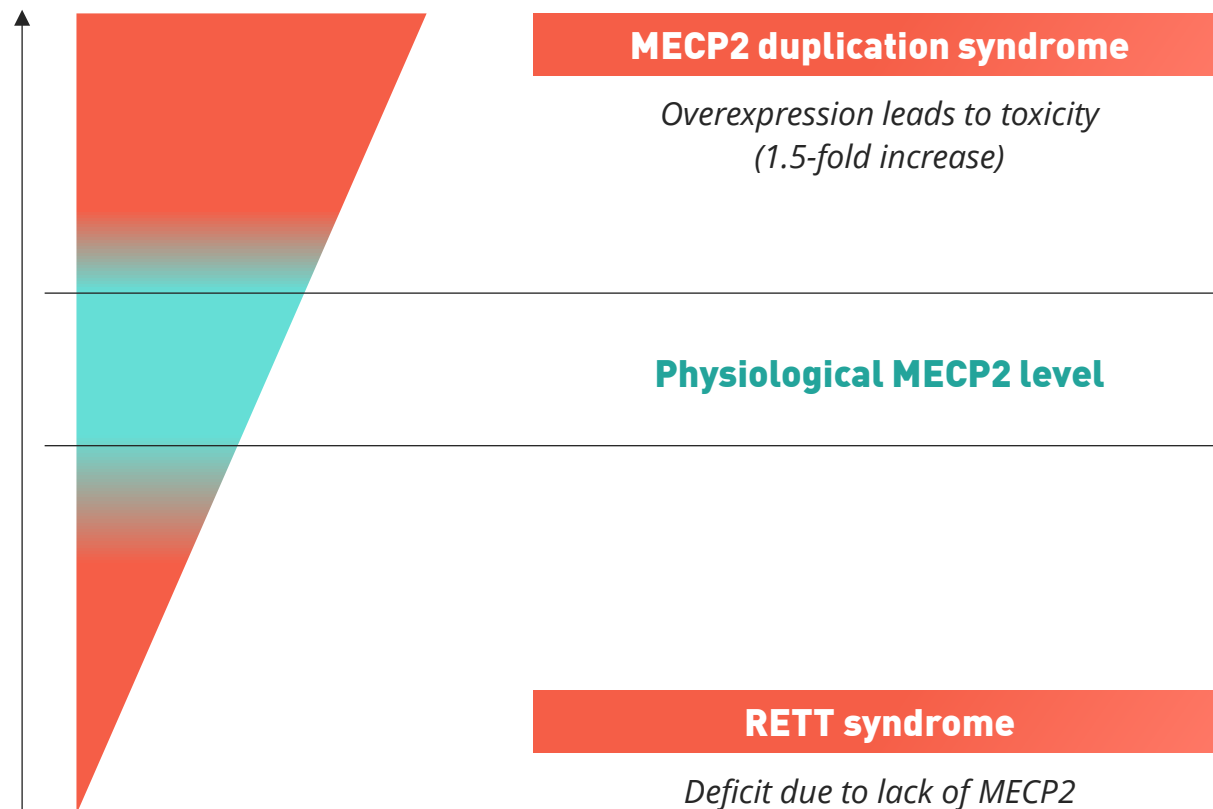 MECP2 duplication syndrome
Overexpression leads to toxicity
(1.5-fold increase)
Physiological MECP2 level
RETT syndrome
Deficit due to lack of MECP2